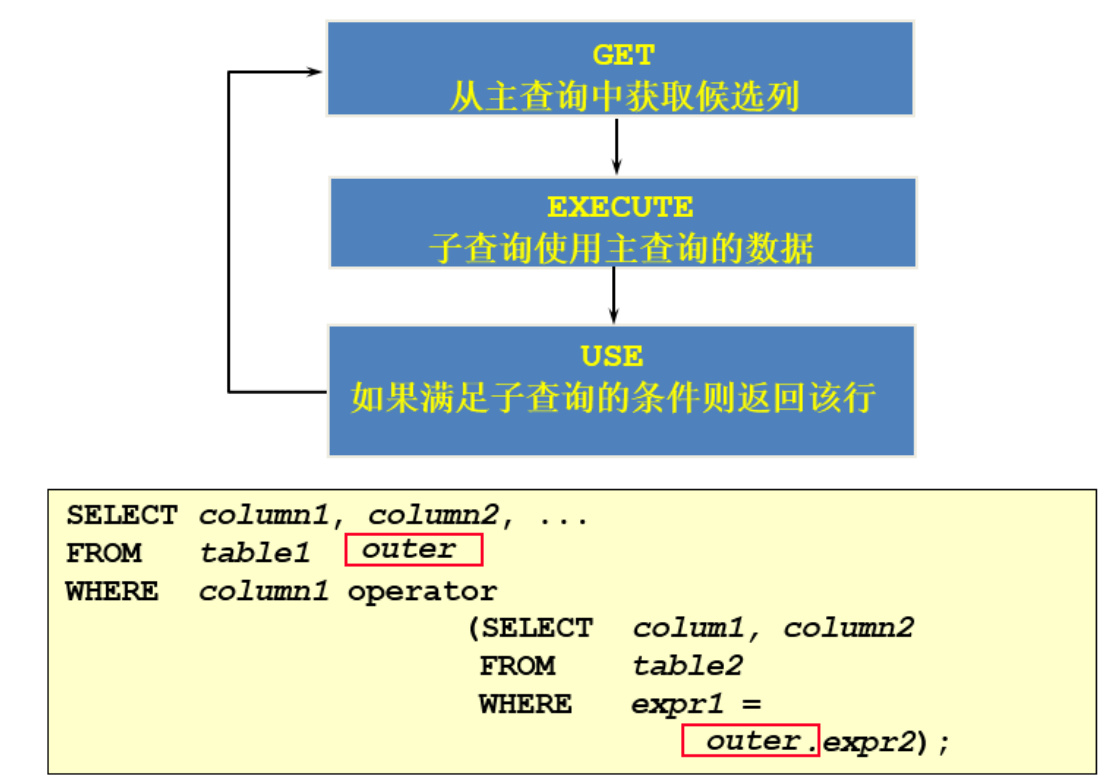 GET
从主查询中获取候选列
EXECUTE
子查询使用主查询的数据
USE
如果满足子查询的条件则返回该行
SELECT column1, column2, ...
FROM table1 outer
WHERE column1 operator
(SELECT colum1, column2
FROM table2
WHERE expr1 =
outer.expr2);